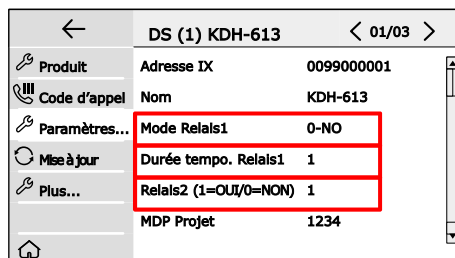 DS (1) KDH-613 < 01/03 >
Produit
Code d'appel
Paramètres...
Mise à jour
Plus...
Adresse IX 0099000001
Nom KDH-613
Mode Relais1 0-NO
Durée tempo. Relais1 1
Relais2 (1=OUI/0=NON) 1
MDP Projet 1234